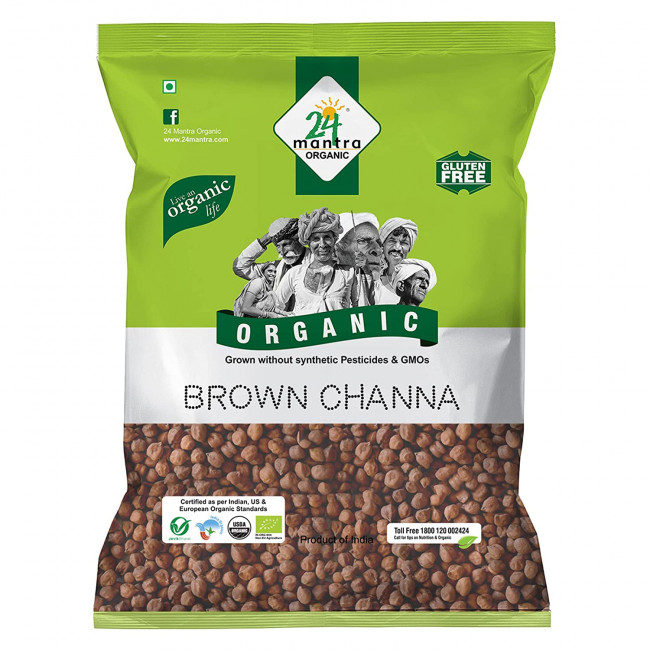 24
mantra
ORGANIC
24 Mantra Organic
www.24mantra.com
GLUTEN
FREE
Live an
organic
life
ORGANIC
Grown without synthetic Pesticides & GMOs
BROWN CHANNA
Certified as per Indian, US &
European Organic Standards
USDA
ORGANIC
Toll Free 1800 120 002424
Call for tips on Nutrition & Organic
Product of India